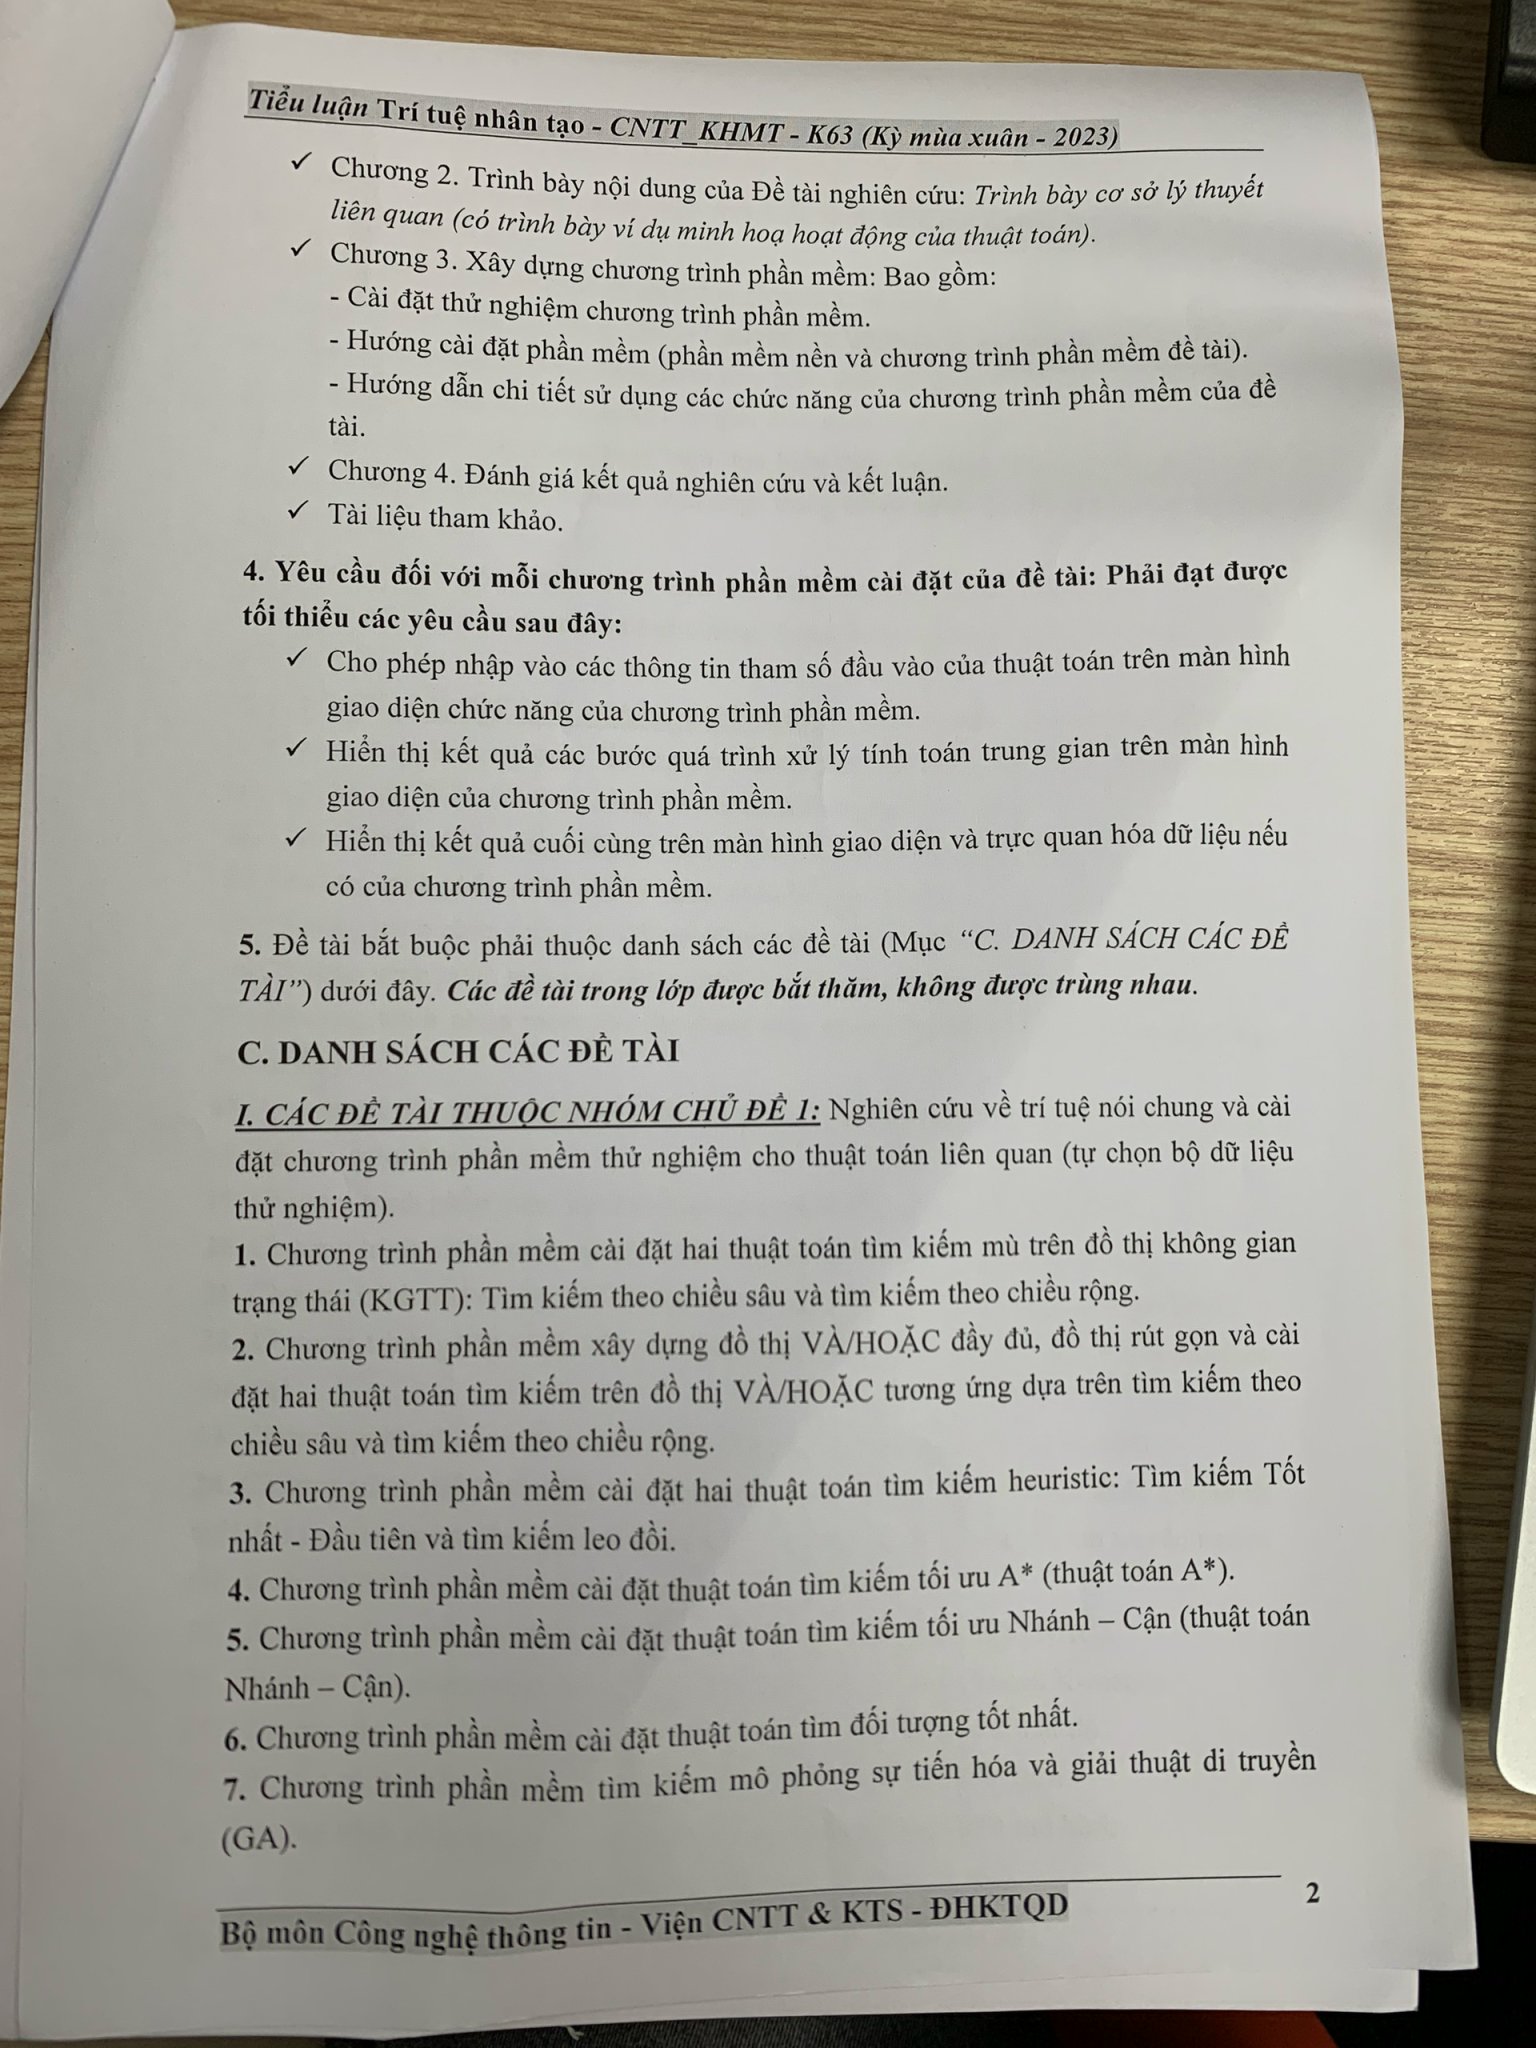 Tiểu luận Trí tuệ nhân tạo - CNTT_KHMT - K63 (Kỳ mùa xuân - 2023)
✓ Chương 2. Trình bày nội dung của Đề tài nghiên cứu: Trình bày cơ sở lý thuyết
liên quan (có trình bày ví dụ minh hoạ hoạt động của thuật toán).
✓ Chương 3. Xây dựng chương trình phần mềm: Bao gồm:
- Cài đặt thử nghiệm chương trình phần mềm.
- Hướng cài đặt phần mềm (phần mềm nền và chương trình phần mềm đề tài).
- Hướng dẫn chi tiết sử dụng các chức năng của chương trình phần mềm của đề
tài.
✓ Chương 4. Đánh giá kết quả nghiên cứu và kết luận.
✓ Tài liệu tham khảo.
4. Yêu cầu đối với mỗi chương trình phần mềm cài đặt của đề tài: Phải đạt được
tối thiểu các yêu cầu sau đây:
✓ Cho phép nhập vào các thông tin tham số đầu vào của thuật toán trên màn hình
giao diện chức năng của chương trình phần mềm.
✓ Hiển thị kết quả các bước quá trình xử lý tính toán trung gian trên màn hình
giao diện của chương trình phần mềm.
✓ Hiển thị kết quả cuối cùng trên màn hình giao diện và trực quan hóa dữ liệu nếu
có của chương trình phần mềm.
5. Đề tài bắt buộc phải thuộc danh sách các đề tài (Mục “C. DANH SÁCH CÁC ĐỀ
TÀI”) dưới đây. Các đề tài trong lớp được bắt thăm, không được trùng nhau.
C. DANH SÁCH CÁC ĐỀ TÀI
I. CÁC ĐỀ TÀI THUỘC NHÓM CHỦ ĐỀ 1: Nghiên cứu về trí tuệ nói chung và cài
đặt chương trình phần mềm thử nghiệm cho thuật toán liên quan (tự chọn bộ dữ liệu
thử nghiệm).
1. Chương trình phần mềm cài đặt hai thuật toán tìm kiếm mù trên đồ thị không gian
trạng thái (KGTT): Tìm kiếm theo chiều sâu và tìm kiếm theo chiều rộng.
2. Chương trình phần mềm xây dựng đồ thị VÀ/HOẶC đầy đủ, đồ thị rút gọn và cài
đặt hai thuật toán tìm kiếm trên đồ thị VÀ/HOẶC tương ứng dựa trên tìm kiếm theo
chiều sâu và tìm kiếm theo chiều rộng.
3. Chương trình phần mềm cài đặt hai thuật toán tìm kiếm heuristic: Tìm kiếm Tốt
nhất - Đầu tiên và tìm kiếm leo đồi.
4. Chương trình phần mềm cài đặt thuật toán tìm kiếm tối ưu A* (thuật toán A*).
5. Chương trình phần mềm cài đặt thuật toán tìm kiếm tối ưu Nhánh – Cận (thuật toán
Nhánh – Cận).
6. Chương trình phần mềm cài đặt thuật toán tìm đối tượng tốt nhất.
7. Chương trình phần mềm tìm kiếm mô phỏng sự tiến hóa và giải thuật di truyền
(GA).
Bộ môn Công nghệ thông tin - Viện CNTT & KTS - ĐHKTQD
2